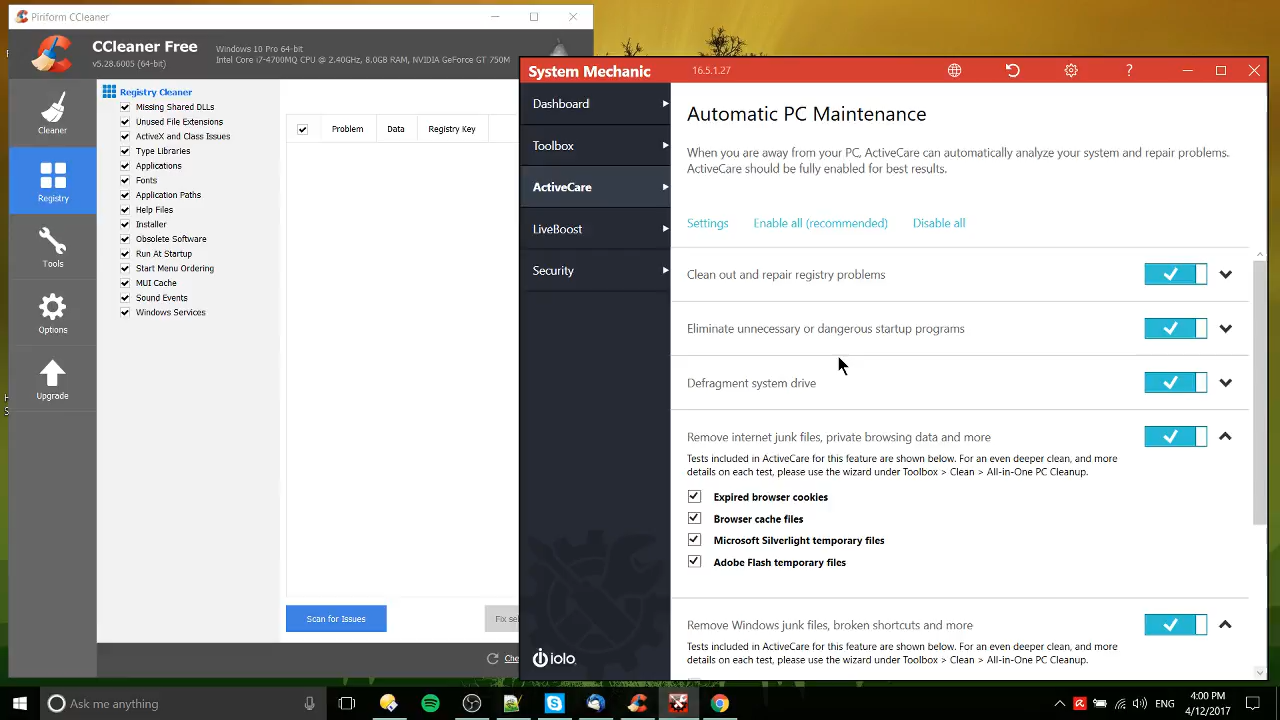 Piriform CCleaner
CCleaner Free
v5.28.6005 (64-bit)
Windows 10 Pro 64-bit
Intel Core i7-4700MQ CPU @ 2.40GHz, 8.0GB RAM, NVIDIA GeForce GT 750M
Cleaner
Registry
Tools
Options
Upgrade
Registry Cleaner
Missing Shared DLLs
Unused File Extensions
ActiveX and Class Issues
Type Libraries
Applications
Fonts
Application Paths
Help Files
Installer
Obsolete Software
Run At Startup
Start Menu Ordering
MUI Cache
Sound Events
Windows Services
Problem
Data
Registry Key
Scan for Issues
Fix se
Che
System Mechanic
16.5.1.27
?
Dashboard
Toolbox
ActiveCare
LiveBoost
Security
iolo
Automatic PC Maintenance
When you are away from your PC, ActiveCare can automatically analyze your system and repair problems.
ActiveCare should be fully enabled for best results.
Settings
Enable all (recommended)
Disable all
Clean out and repair registry problems
Eliminate unnecessary or dangerous startup programs
Defragment system drive
Remove internet junk files, private browsing data and more
Tests included in ActiveCare for this feature are shown below. For an even deeper clean, and more
details on each test, please use the wizard under Toolbox > Clean > All-in-One PC Cleanup.
Expired browser cookies
Browser cache files
Microsoft Silverlight temporary files
Adobe Flash temporary files
Remove Windows junk files, broken shortcuts and more
Tests included in ActiveCare for this feature are shown below. For an even deeper clean, and more
details on each test, please use the wizard under Toolbox > Clean > All-in-One PC Cleanup.
Ask me anything
ENG
4:00 PM
4/12/2017